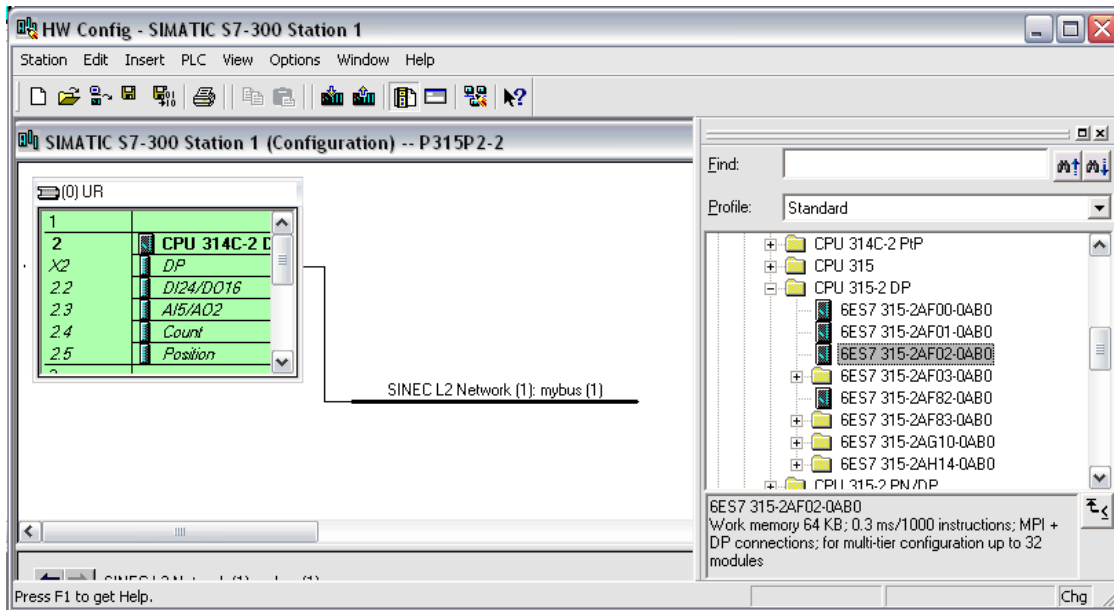 HW Config - SIMATIC S7-300 Station 1
Station Edit Insert PLC View Options Window Help
SIMATIC S7-300 Station 1 (Configuration) -- P315P2-2
(0) UR
1
2 CPU 314C-2 D
X2 DP
2.2 DI24/DO16
2.3 AI5/AO2
2.4 Count
2.5 Position
SINEC L2 Network (1): mybus (1)
Find:
Profile: Standard
CPU 314C-2 PtP
CPU 315
CPU 315-2 DP
6ES7 315-2AF00-0AB0
6ES7 315-2AF01-0AB0
6ES7 315-2AF02-0AB0
6ES7 315-2AF03-0AB0
6ES7 315-2AF82-0AB0
6ES7 315-2AF83-0AB0
6ES7 315-2AG10-0AB0
6ES7 315-2AH14-0AB0
CPU 315-2 PN/DP
6ES7 315-2AF02-0AB0
Work memory 64 KB; 0.3 ms/1000 instructions; MPI +
DP connections; for multi-tier configuration up to 32
modules
SINEC L2 Network (1): mybus (1)
Press F1 to get Help.
Chg